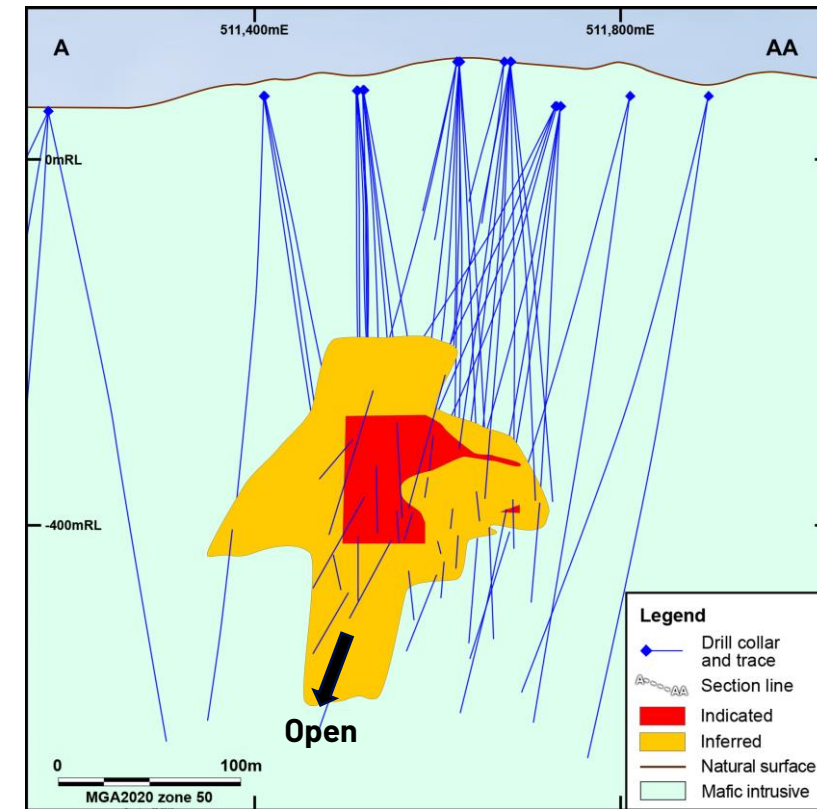 511,400mE
511,800mE
A
AA
0mRL
-400mRL
Open
0
100m
MGA2020 zone 50
Legend
Drill collar
and trace
A
AA
Section line
Indicated
Inferred
Natural surface
Mafic intrusive